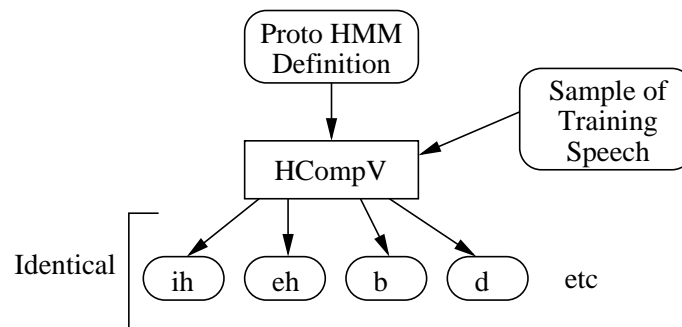 Proto HMM
Definition
Sample of
Training
Speech
HCompV
Identical
ih eh b d etc